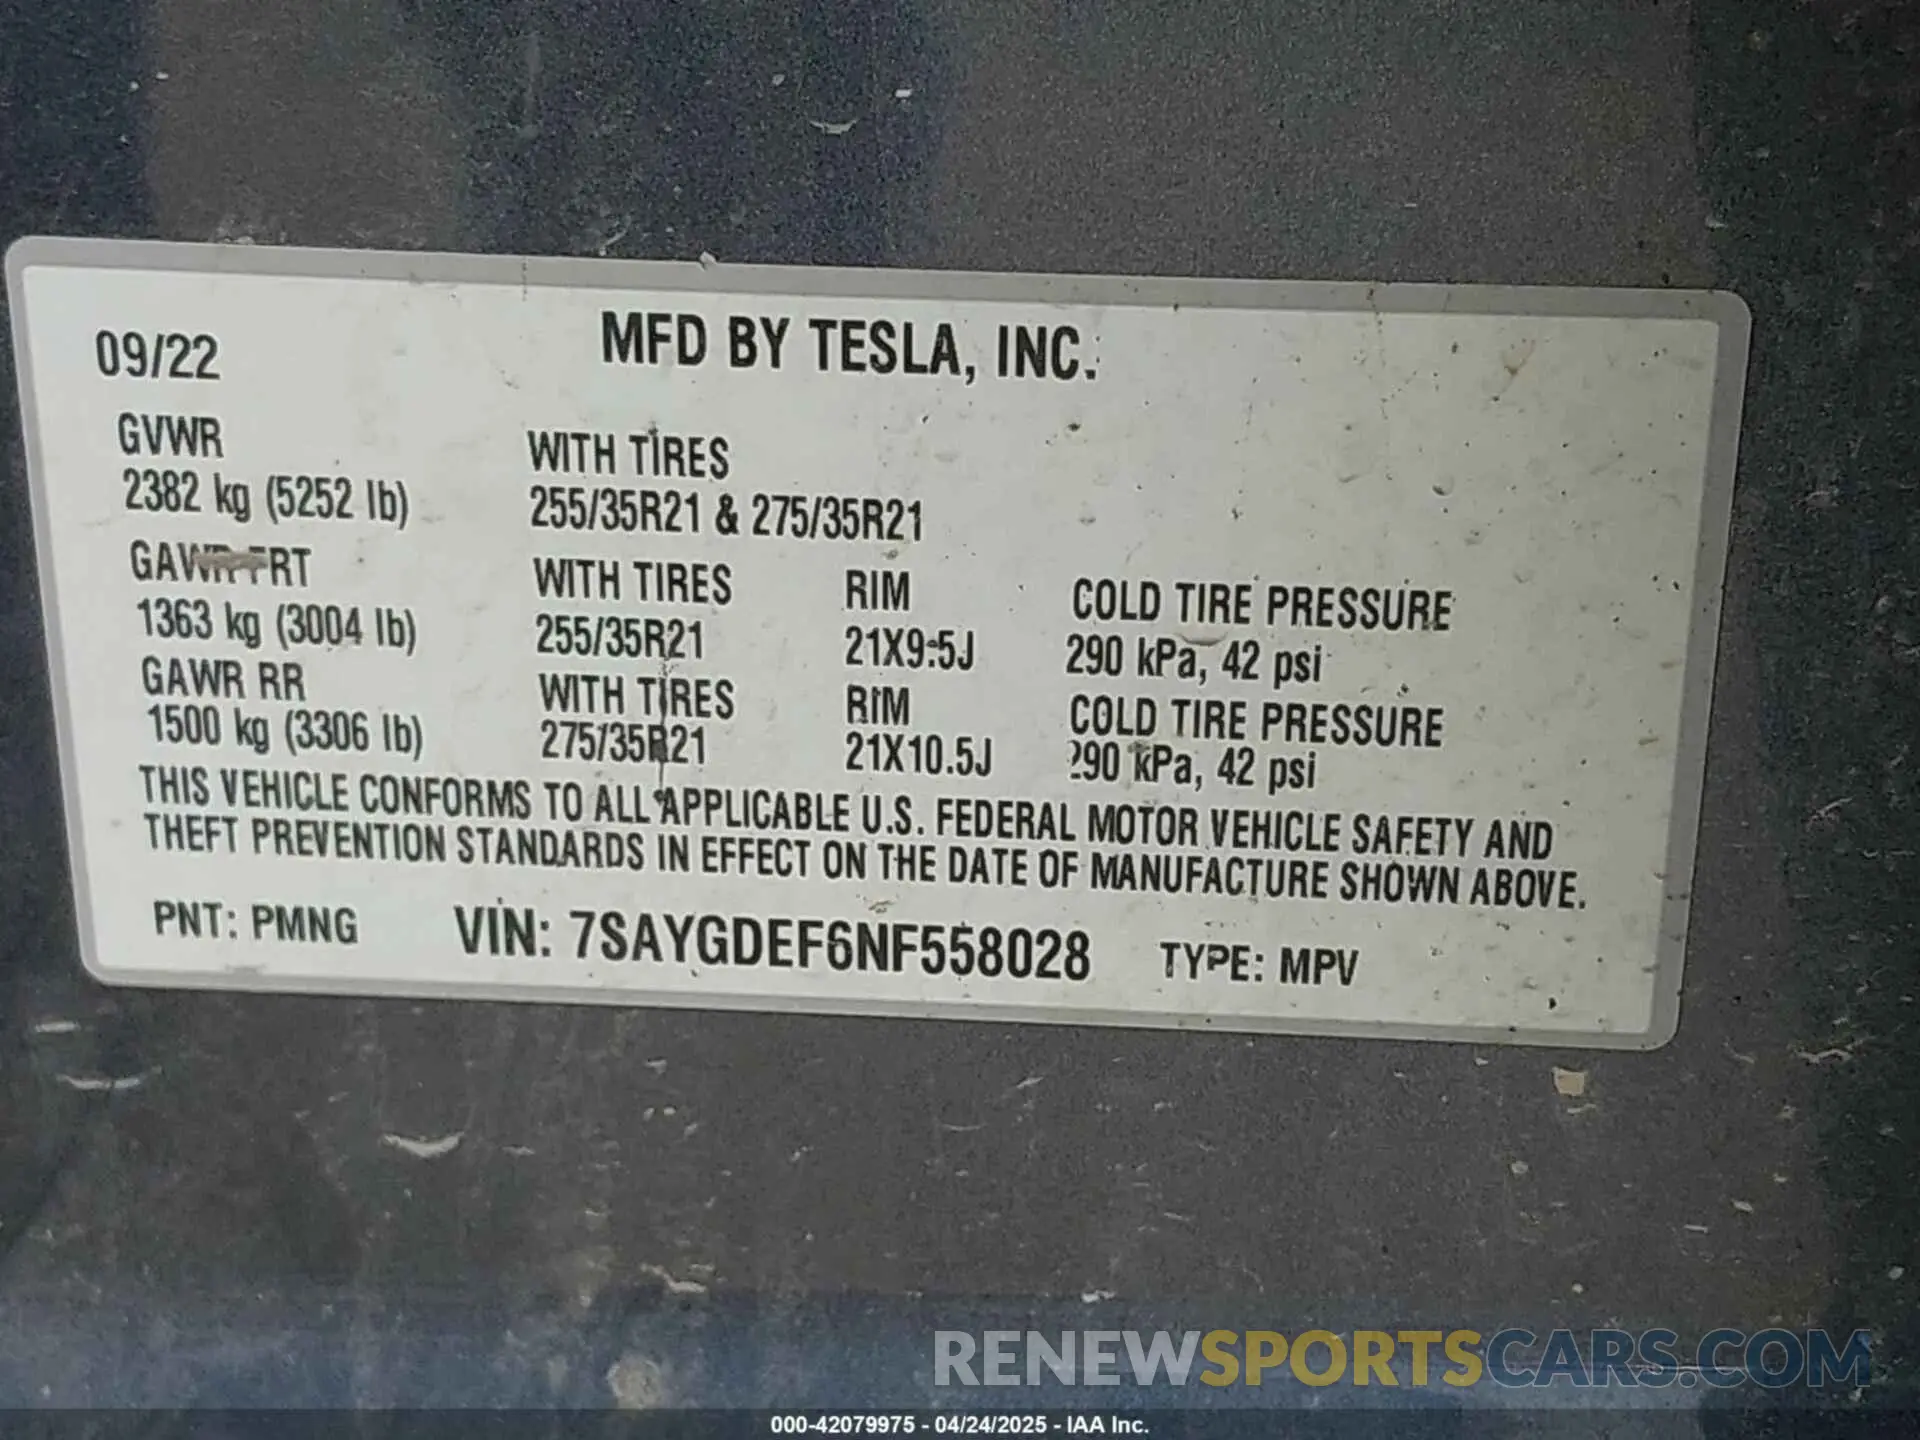 09/22 MFD BY TESLA, INC.
GVWR WITH TIRES
2382 kg (5252 lb) 255/35R21 & 275/35R21
GAWR FRT WITH TIRES RIM COLD TIRE PRESSURE
1363 kg (3004 lb) 255/35R21 21X9.5J 290 kPa, 42 psi
GAWR RR WITH TIRES RIM COLD TIRE PRESSURE
1500 kg (3306 lb) 275/35R21 21X10.5J 290 kPa, 42 psi
THIS VEHICLE CONFORMS TO ALL APPLICABLE U.S. FEDERAL MOTOR VEHICLE SAFETY AND
THEFT PREVENTION STANDARDS IN EFFECT ON THE DATE OF MANUFACTURE SHOWN ABOVE.
PNT: PMNG VIN: 7SAYGDEF6NF558028 TYPE: MPV
RENEWSPORTSCARS.COM
000-42079975 - 04/24/2025 - IAA Inc.